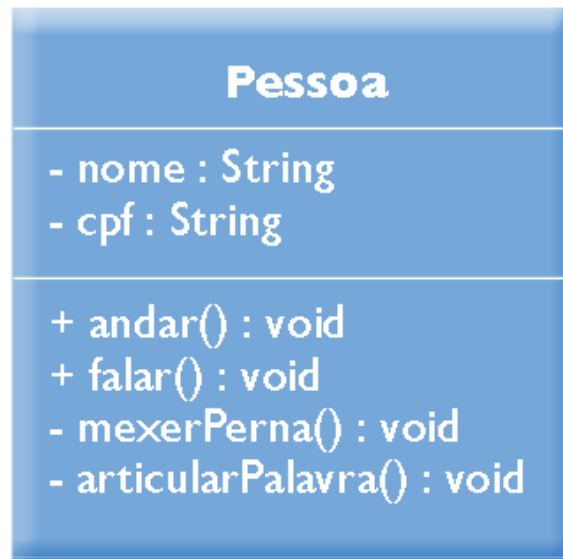 Pessoa
- nome : String
- cpf : String
+ andar() : void
+ falar() : void
- mexerPerna() : void
- articularPalavra() : void